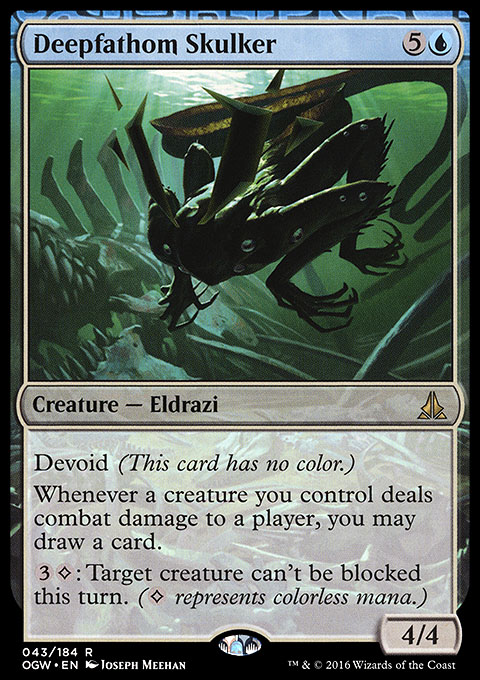 Deepfathom Skulker 5
Creature — Eldrazi
Devoid (This card has no color.)
Whenever a creature you control deals
combat damage to a player, you may
draw a card.
3 ◇: Target creature can't be blocked
this turn. (◇ represents colorless mana.)
4/4
043/184 R
OGW • EN Joseph Meehan
™ & © 2016 Wizards of the Coast